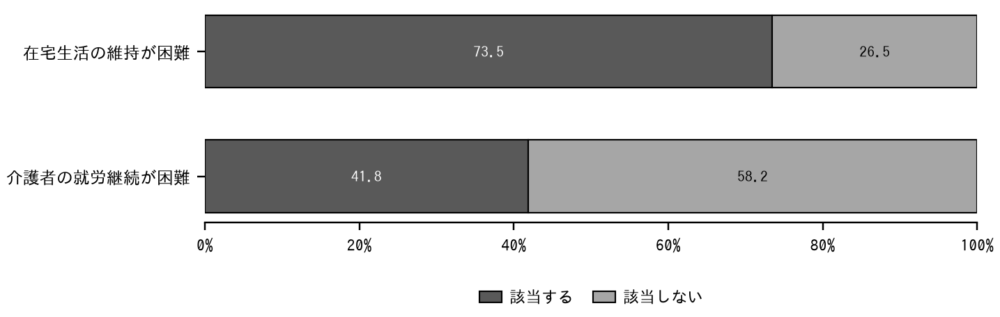 在宅生活の維持が困難 73.5 26.5
介護者の就労継続が困難 41.8 58.2
0% 20% 40% 60% 80% 100%
該当する 該当しない